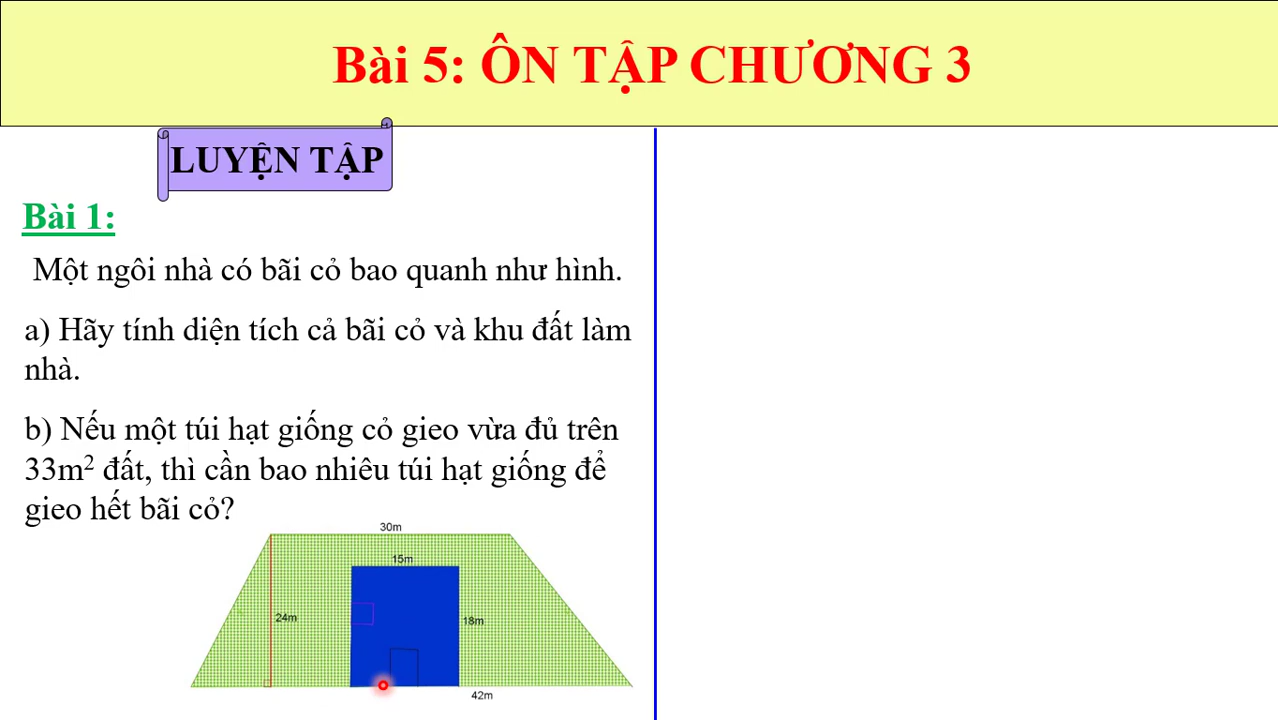 Bài 5: ÔN TẬP CHƯƠNG 3
LUYỆN TẬP
Bài 1:
Một ngôi nhà có bãi cỏ bao quanh như hình.
a) Hãy tính diện tích cả bãi cỏ và khu đất làm
nhà.
b) Nếu một túi hạt giống cỏ gieo vừa đủ trên
33m² đất, thì cần bao nhiêu túi hạt giống để
gieo hết bãi cỏ?
30m
15m
24m
18m
42m